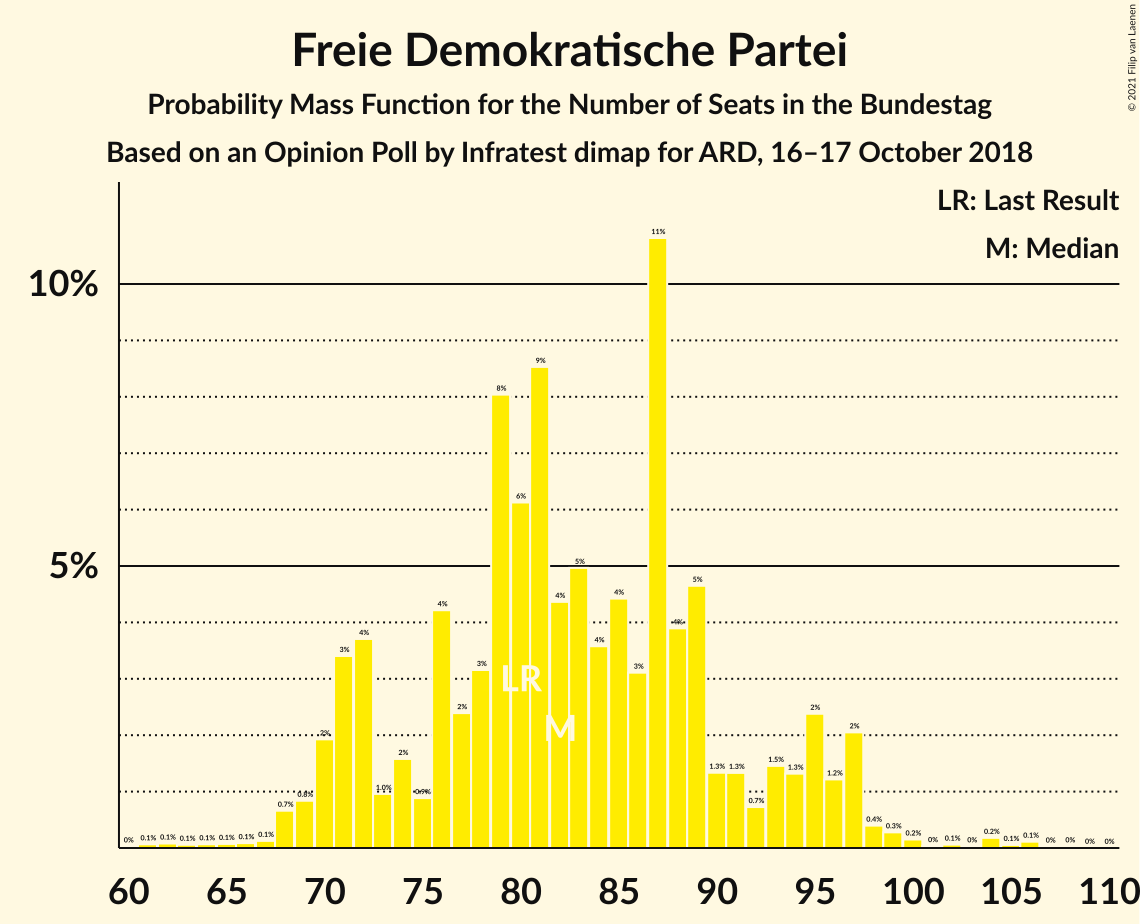 Freie Demokratische Partei
Probability Mass Function for the Number of Seats in the Bundestag
Based on an Opinion Poll by Infratest dimap for ARD, 16–17 October 2018
© 2021 Filip van Laenen
LR: Last Result
M: Median
10%
5%
0% 0.1% 0.1% 0.1% 0.1% 0.1% 0.1% 0.1% 0.7% 0.8% 2% 3% 4% 1.0% 2% 0.9% 4% 2% 3% 8% 6% 9% 4% 5% 4% 4% 3% 11% 4% 5% 1.3% 1.3% 0.7% 1.5% 1.3% 2% 1.2% 2% 0.4% 0.3% 0.2% 0% 0.1% 0% 0.2% 0.1% 0.1% 0% 0% 0% 0%
LR
M
60 65 70 75 80 85 90 95 100 105 110